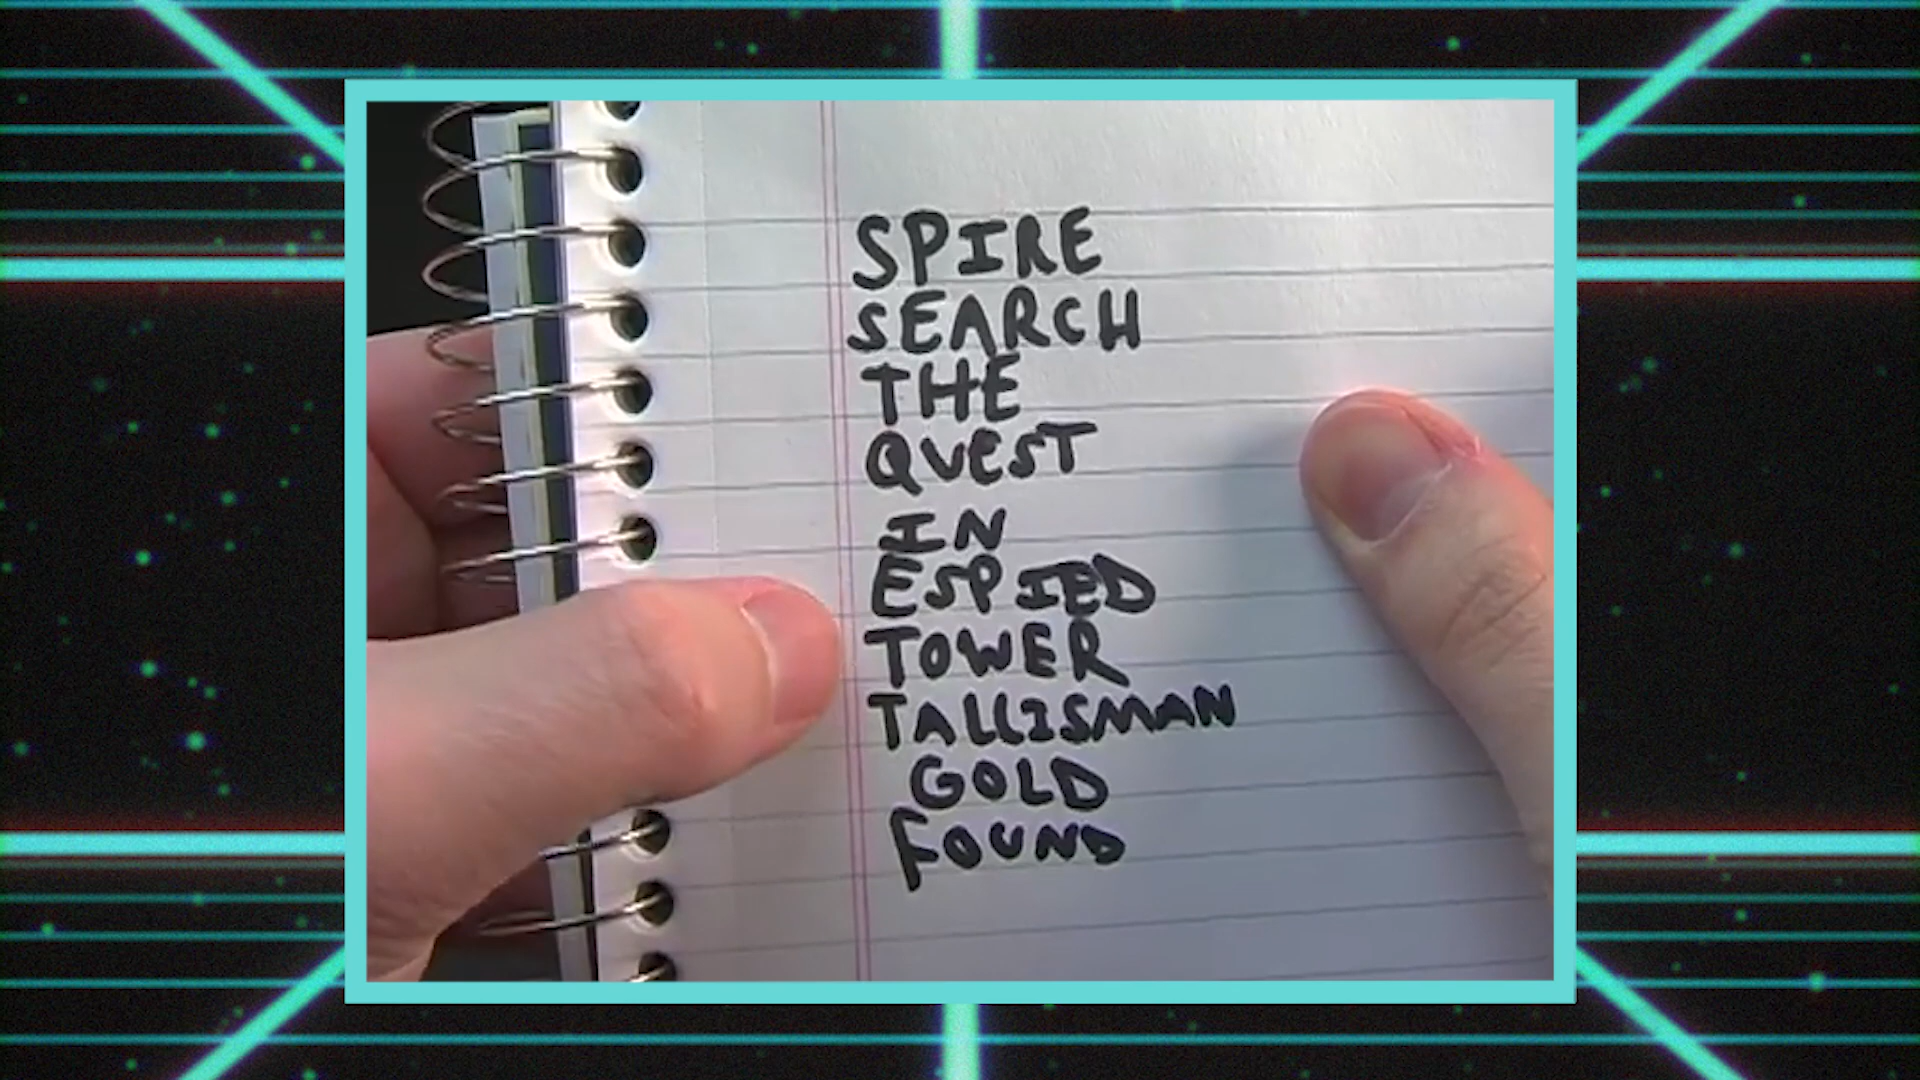 SPIRE
SEARCH
THE
QUEST
IN
ESPIED
TOWER
TALLISMAN
GOLD
FOUND